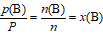 p(B)/P = n(B)/n = x(B)